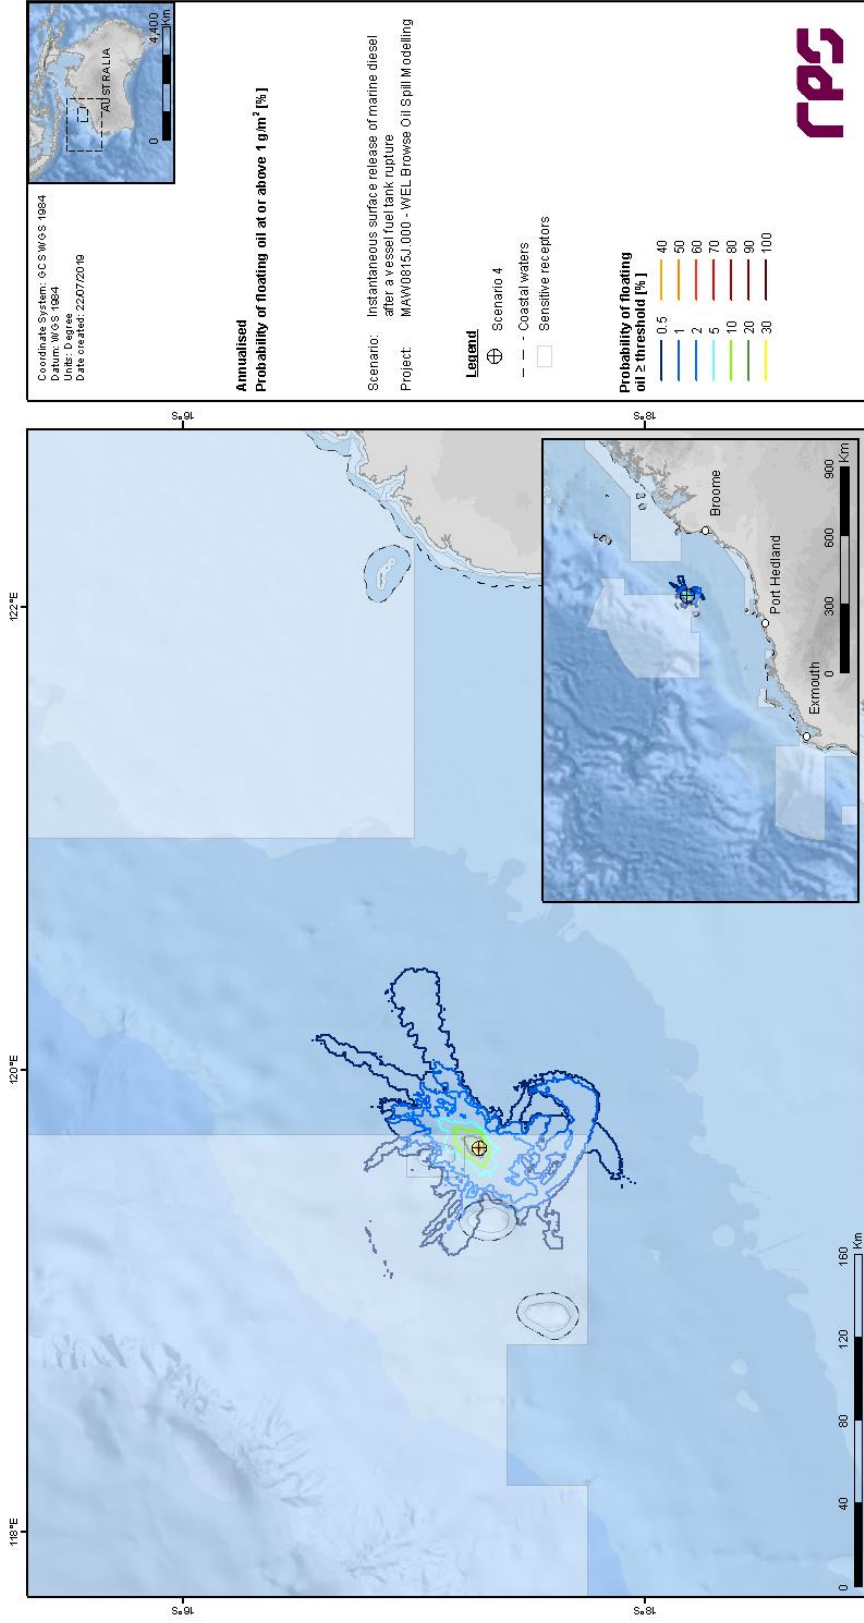 Coordinate System: GCS WGS 1984
Datum: WGS 1984
Units: Degree
Date created: 22/07/2019
AUSTRALIA
0
4,400
Km
Annualised
Probability of floating oil at or above 1 g/m² [%]
Scenario: Instantaneous surface release of marine diesel
after a vessel fuel tank rupture
Project: MAW0815J.000 - WEL Browse Oil Spill Modelling
Legend
Scenario 4
Coastal waters
Sensitive receptors
Probability of floating
oil ≥ threshold [%]
0.5 40
1 50
2 60
5 70
10 80
20 90
30 100
rps
118°E
120°E
122°E
16°S
18°S
16°S
18°S
0 40 80 120 160
Km
Exmouth
Port Hedland
Broome
0 300 600 900
Km